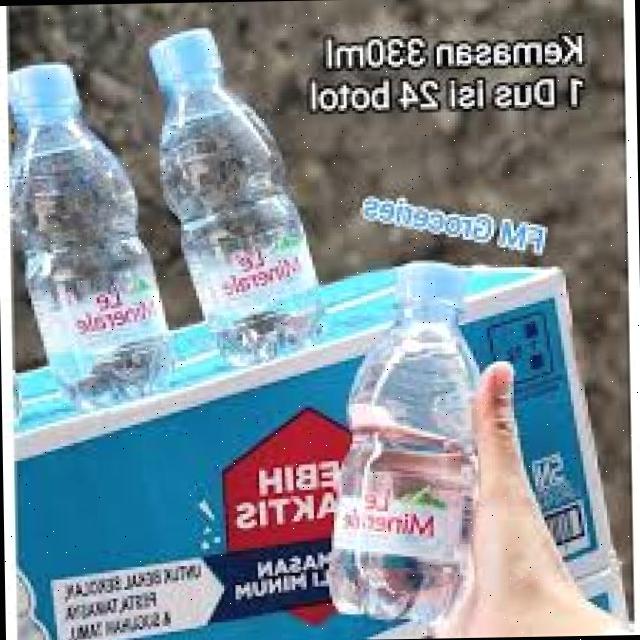 Kemasan 330ml
1 Dus isi 24 botol
FM Groceries
Le
Minerale
Le
Minerale
Le
Minerale
EBIH
AKTIS
MASAN
LI MINUM
UNTUK BEKAL SEKOLAH,
PESTA TAMASYA
& SUGUHAN TAMU